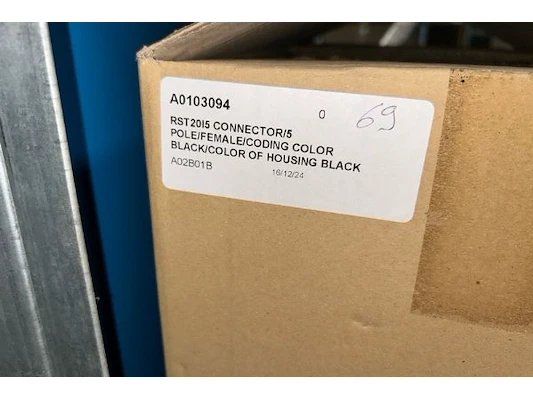 A0103094
0
69
RST20I5 CONNECTOR/5
POLE/FEMALE/CODING COLOR
BLACK/COLOR OF HOUSING BLACK
A02B01B
16/12/24